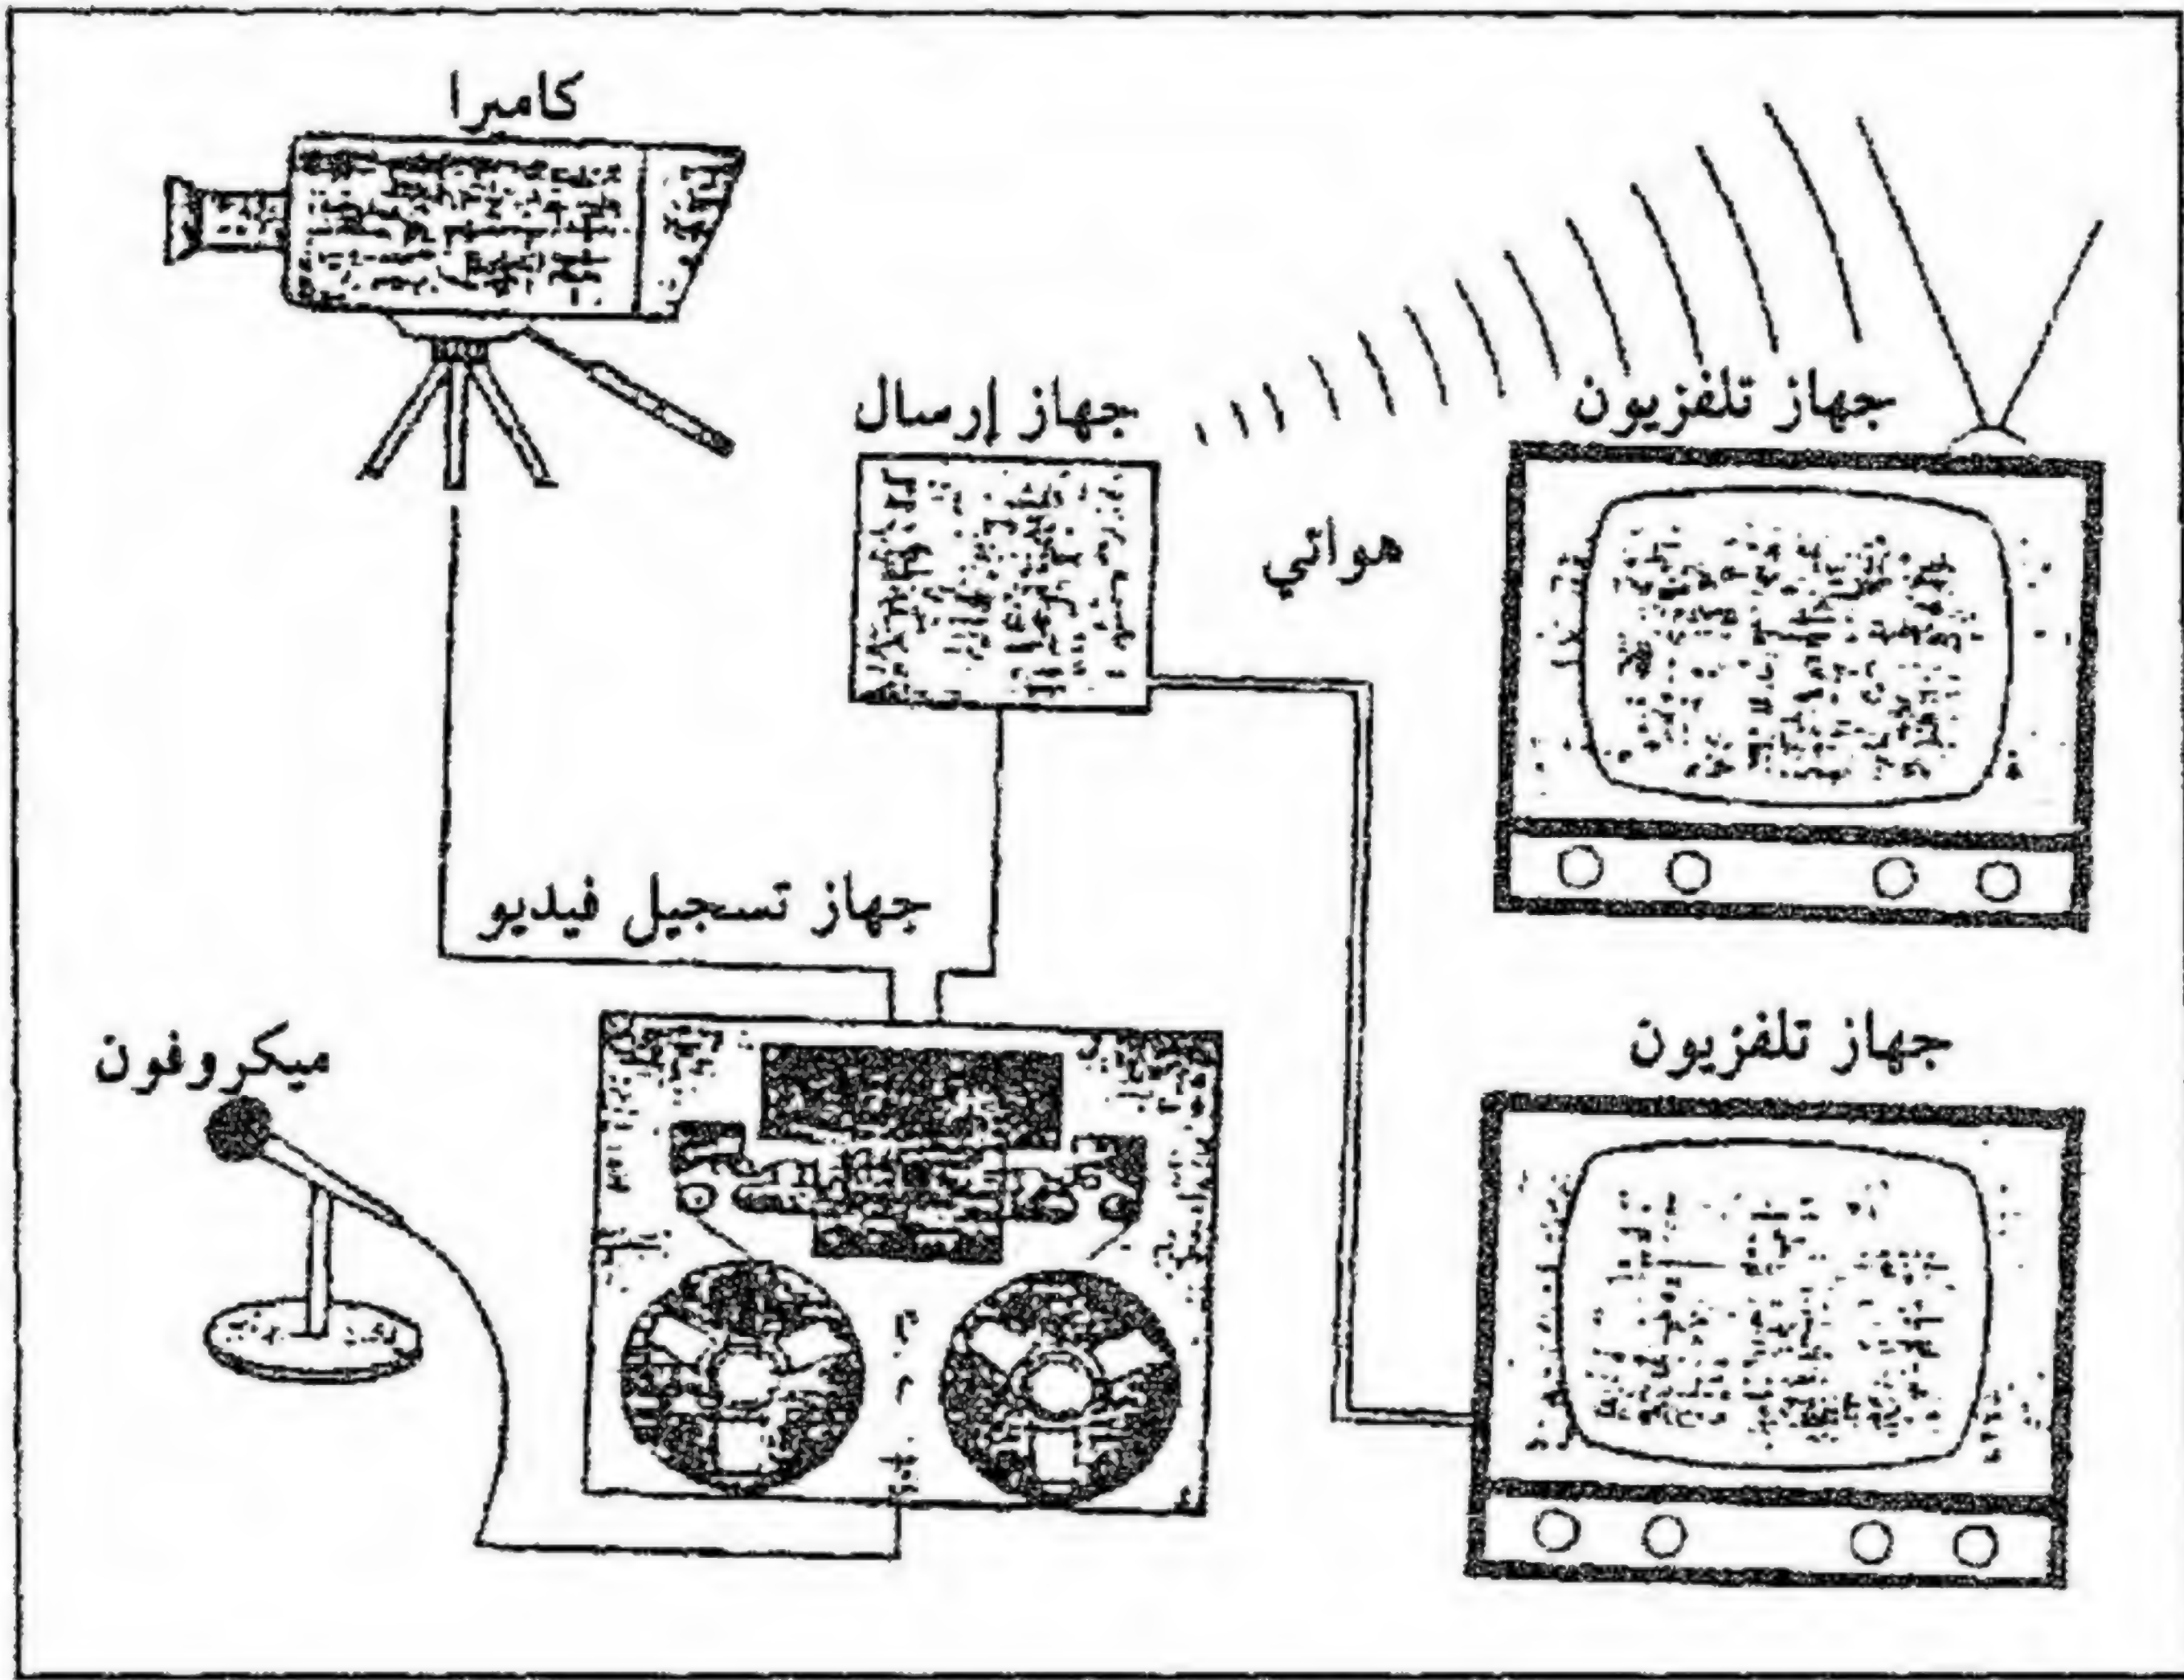 كاميرا
جهاز إرسال
جهاز تلفزيون
هوائي
جهاز تسجيل فيديو
ميكروفون
جهاز تلفزيون